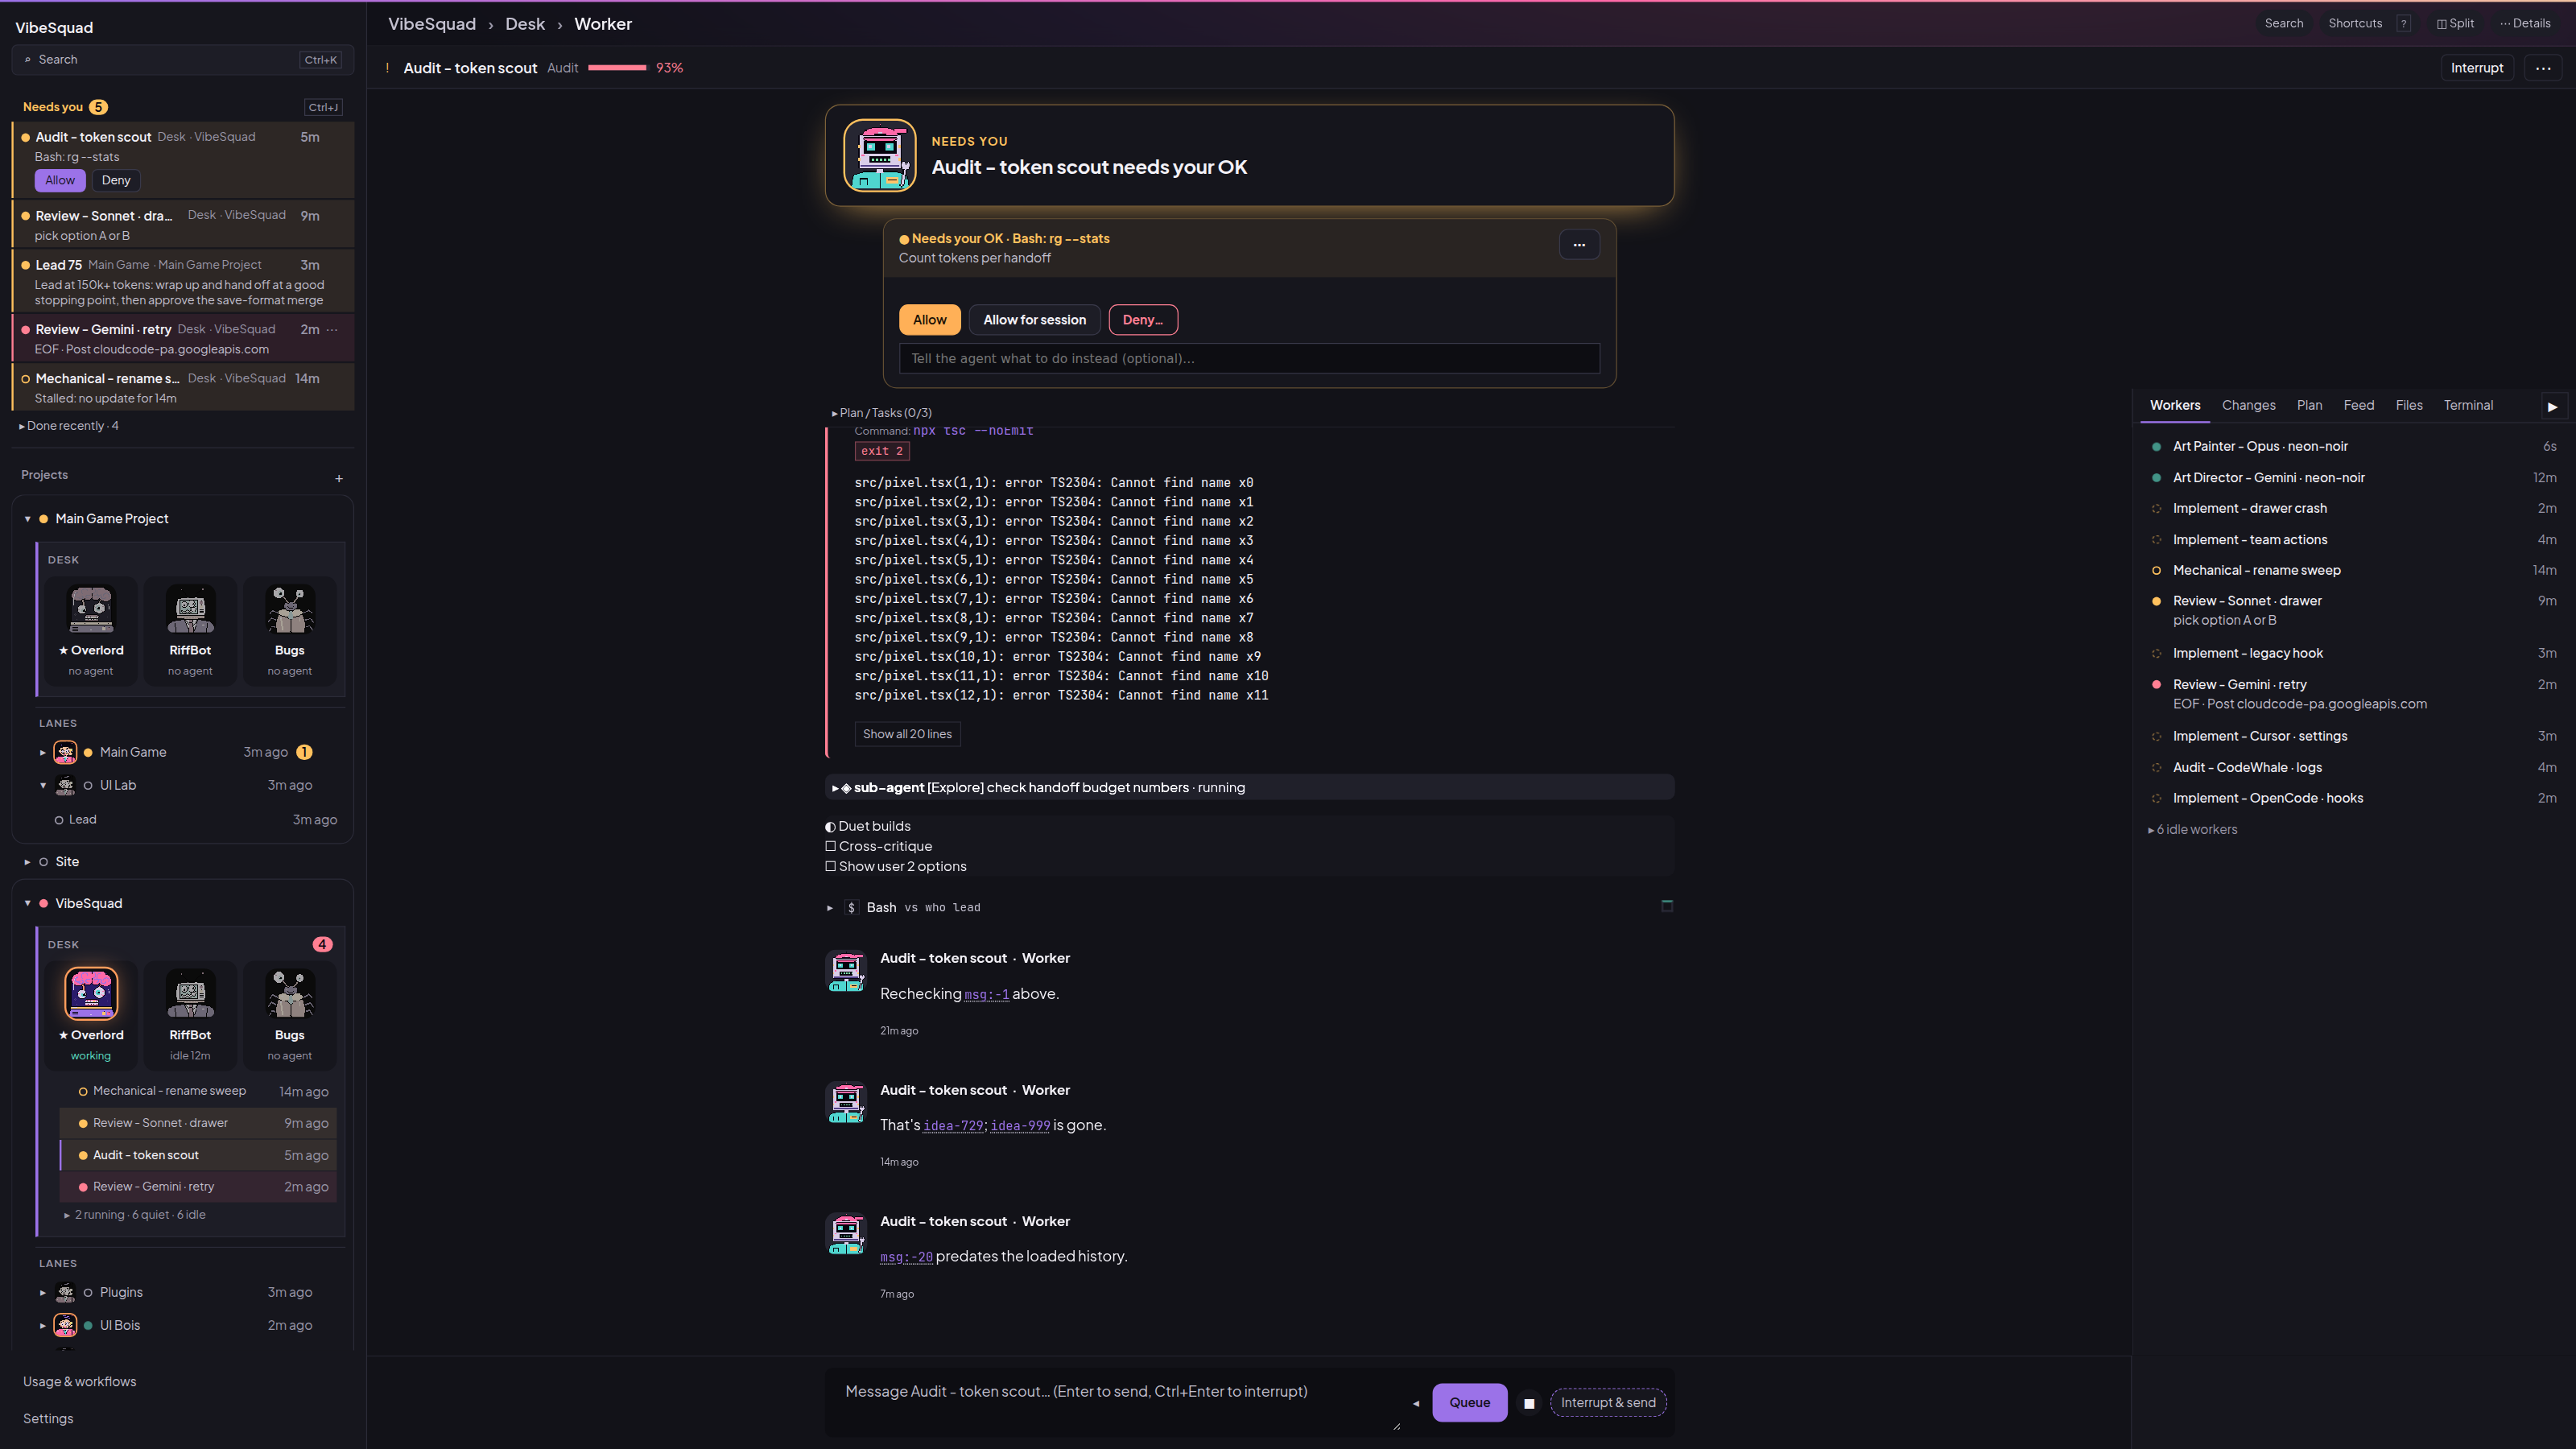 VibeSquad
Search Ctrl+K
Needs you 5 Ctrl+J
Audit - token scout Desk · VibeSquad 5m
Bash: rg --stats
Allow Deny
Review - Sonnet · dra... Desk · VibeSquad 9m
pick option A or B
Lead 75 Main Game · Main Game Project 3m
Lead at 150k+ tokens: wrap up and hand off at a good
stopping point, then approve the save-format merge
Review - Gemini · retry Desk · VibeSquad 2m ...
EOF · Post cloudcode-pa.googleapis.com
Mechanical - rename s... Desk · VibeSquad 14m
Stalled: no update for 14m
▸ Done recently · 4
Projects +
▾ Main Game Project
DESK
★ Overlord RiffBot Bugs
no agent no agent no agent
LANES
▸ Main Game 3m ago 1
▾ UI Lab 3m ago
Lead 3m ago
▸ Site
▾ VibeSquad
DESK 4
★ Overlord RiffBot Bugs
working idle 12m no agent
Mechanical - rename sweep 14m ago
Review - Sonnet · drawer 9m ago
Audit - token scout 5m ago
Review - Gemini · retry 2m ago
▸ 2 running · 6 quiet · 6 idle
LANES
▸ Plugins 3m ago
▸ UI Bois 2m ago
Usage & workflows
Settings
VibeSquad › Desk › Worker
Search Shortcuts ? Split ··· Details
! Audit - token scout Audit 93%
Interrupt ...
NEEDS YOU
Audit - token scout needs your OK
Needs your OK · Bash: rg --stats
Count tokens per handoff
...
Allow Allow for session Deny...
Tell the agent what to do instead (optional)...
▸ Plan / Tasks (0/3)
Command: npx tsc --noEmit
exit 2
src/pixel.tsx(1,1): error TS2304: Cannot find name x0
src/pixel.tsx(2,1): error TS2304: Cannot find name x1
src/pixel.tsx(3,1): error TS2304: Cannot find name x2
src/pixel.tsx(4,1): error TS2304: Cannot find name x3
src/pixel.tsx(5,1): error TS2304: Cannot find name x4
src/pixel.tsx(6,1): error TS2304: Cannot find name x5
src/pixel.tsx(7,1): error TS2304: Cannot find name x6
src/pixel.tsx(8,1): error TS2304: Cannot find name x7
src/pixel.tsx(9,1): error TS2304: Cannot find name x8
src/pixel.tsx(10,1): error TS2304: Cannot find name x9
src/pixel.tsx(11,1): error TS2304: Cannot find name x10
src/pixel.tsx(12,1): error TS2304: Cannot find name x11
Show all 20 lines
▸ ◈ sub-agent [Explore] check handoff budget numbers · running
◐ Duet builds
☐ Cross-critique
☐ Show user 2 options
▸ $ Bash vs who lead
Audit - token scout · Worker
Rechecking msg:-1 above.
21m ago
Audit - token scout · Worker
That's idea-729; idea-999 is gone.
14m ago
Audit - token scout · Worker
msg:-20 predates the loaded history.
7m ago
Message Audit - token scout... (Enter to send, Ctrl+Enter to interrupt)
◂ Queue ■ Interrupt & send
Workers Changes Plan Feed Files Terminal ▶
Art Painter - Opus · neon-noir 6s
Art Director - Gemini · neon-noir 12m
Implement - drawer crash 2m
Implement - team actions 4m
Mechanical - rename sweep 14m
Review - Sonnet · drawer 9m
pick option A or B
Implement - legacy hook 3m
Review - Gemini · retry 2m
EOF · Post cloudcode-pa.googleapis.com
Implement - Cursor · settings 3m
Audit - CodeWhale · logs 4m
Implement - OpenCode · hooks 2m
▸ 6 idle workers